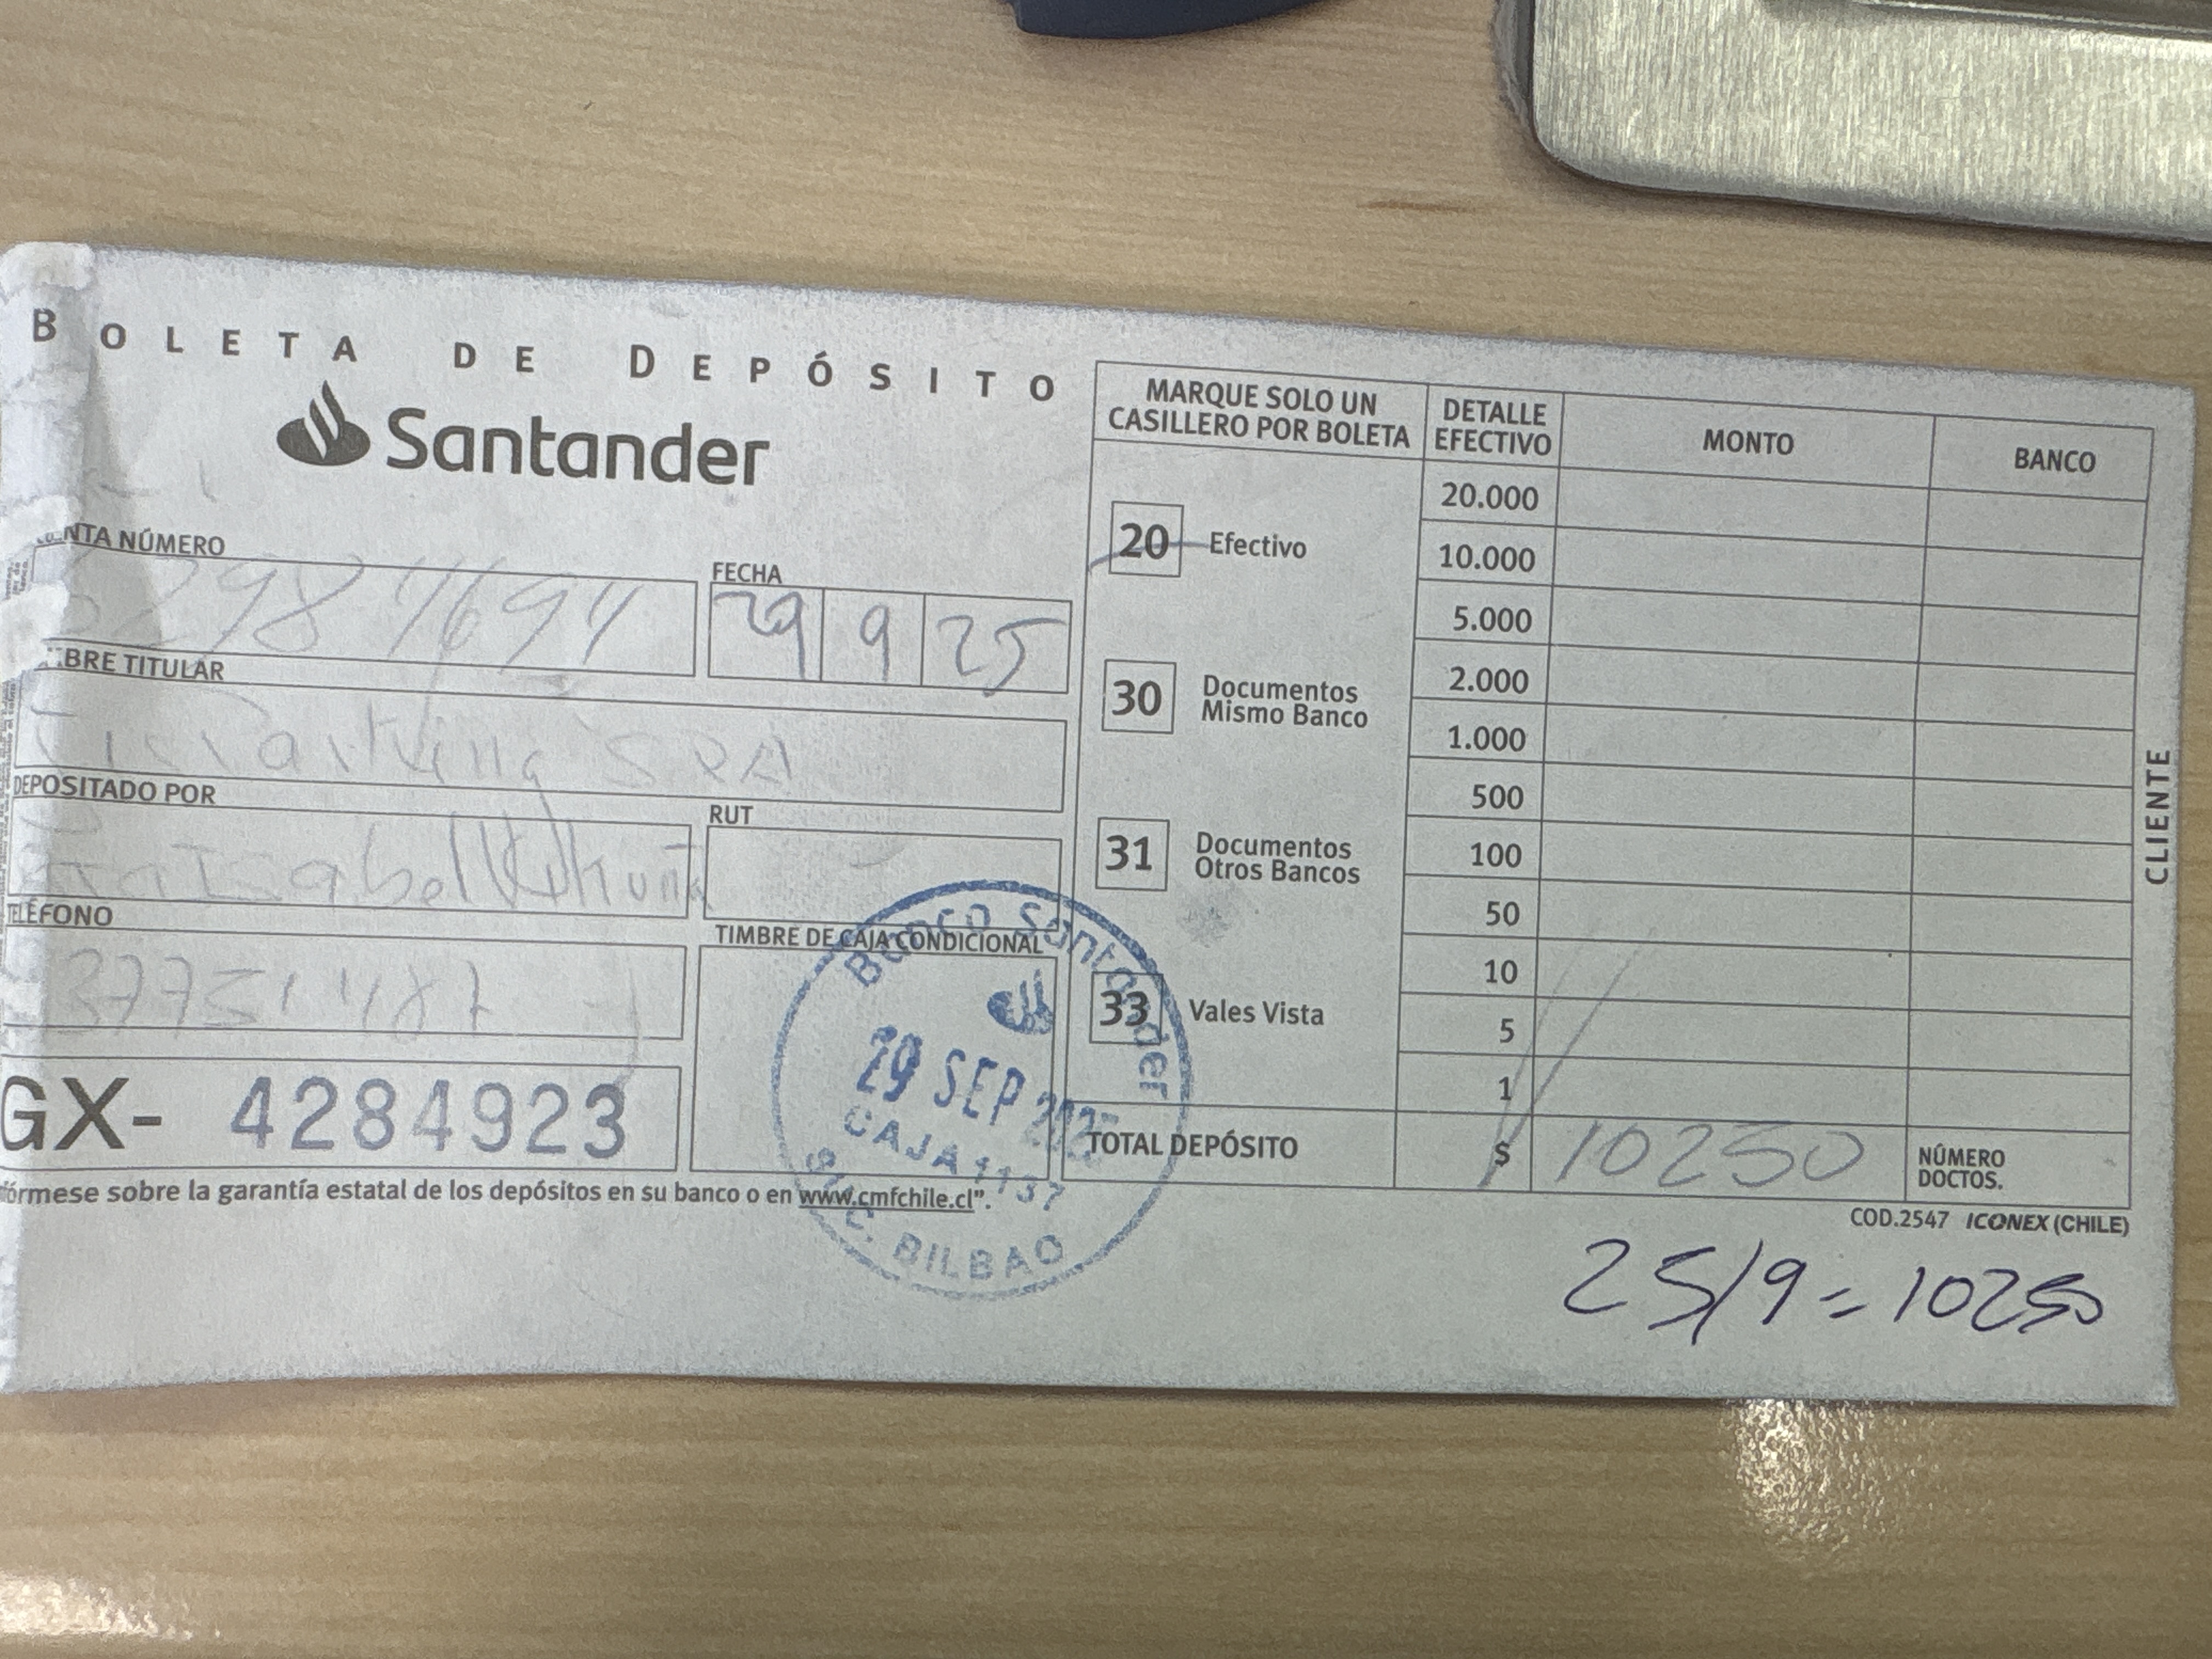 BOLETA DE DEPÓSITO
Santander
NTA NÚMERO
FECHA
29 9 25
BRE TITULAR
SPA
DEPOSITADO POR
RUT
Isabel
TELÉFONO
TIMBRE DE CAJA CONDICIONAL
GX- 4284923
órmese sobre la garantía estatal de los depósitos en su banco o en www.cmfchile.cl".
Banco Santander
29 SEP 2025
CAJA 1137
SUC. BILBAO
MARQUE SOLO UN
CASILLERO POR BOLETA
DETALLE
EFECTIVO
MONTO
BANCO
20 Efectivo
30 Documentos
Mismo Banco
31 Documentos
Otros Bancos
33 Vales Vista
20.000
10.000
5.000
2.000
1.000
500
100
50
10
5
1
TOTAL DEPÓSITO
$ 10250
NÚMERO
DOCTOS.
CLIENTE
COD.2547 ICONEX (CHILE)
25/9 = 10250